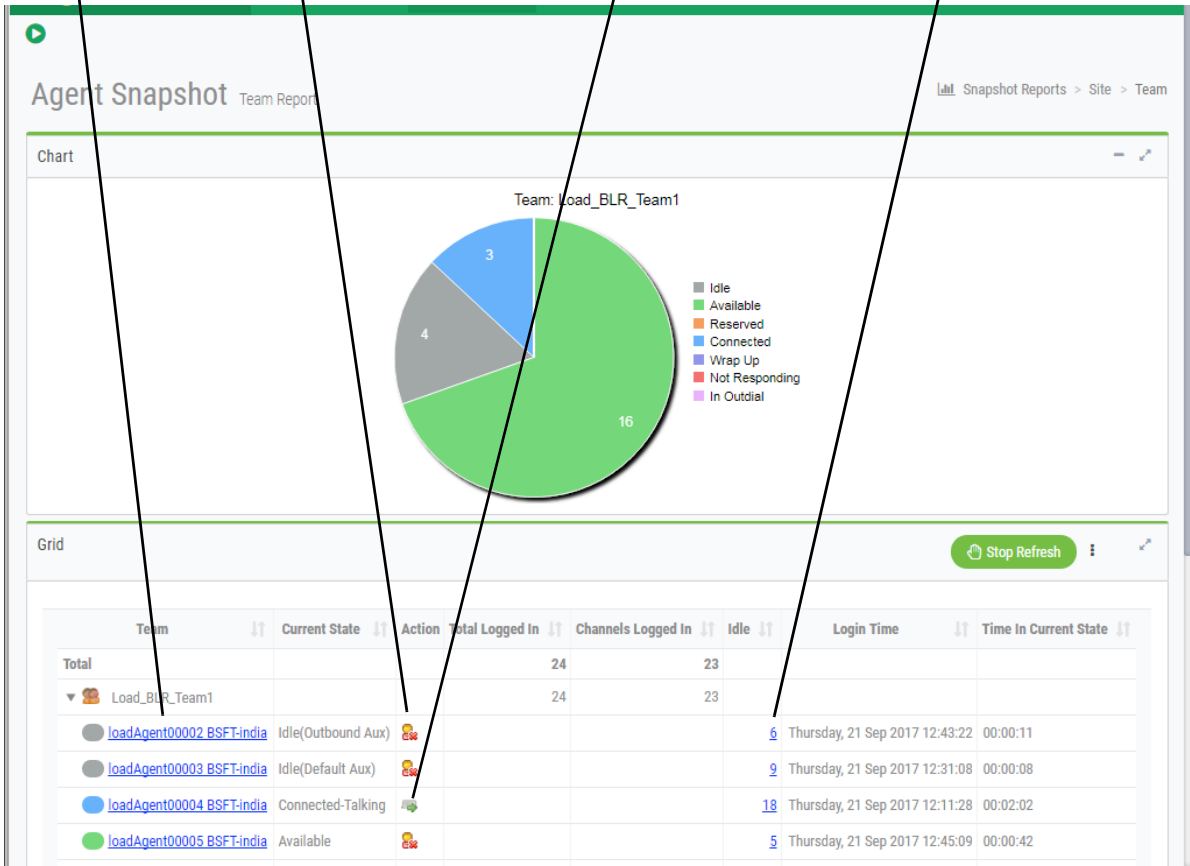 Agent Snapshot Team Report
Snapshot Reports > Site > Team
Chart
Team: Load_BLR_Team1
3
4
16
Idle
Available
Reserved
Connected
Wrap Up
Not Responding
In Outdial
Grid
Stop Refresh
Team Current State Action Total Logged In Channels Logged In Idle Login Time Time In Current State
Total 24 23
Load_BLR_Team1 24 23
loadAgent00002 BSFT-india Idle(Outbound Aux) 6 Thursday, 21 Sep 2017 12:43:22 00:00:11
loadAgent00003 BSFT-india Idle(Default Aux) 9 Thursday, 21 Sep 2017 12:31:08 00:00:08
loadAgent00004 BSFT-india Connected-Talking 18 Thursday, 21 Sep 2017 12:11:28 00:02:02
loadAgent00005 BSFT-india Available 5 Thursday, 21 Sep 2017 12:45:09 00:00:42